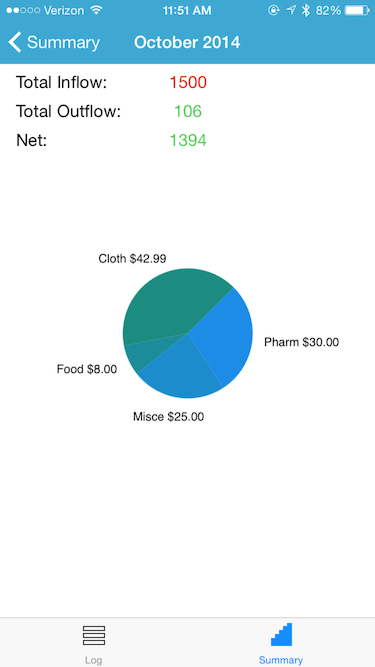 Verizon 11:51 AM 82%
Summary October 2014
Total Inflow: 1500
Total Outflow: 106
Net: 1394
Cloth $42.99
Pharm $30.00
Food $8.00
Misce $25.00
Log Summary